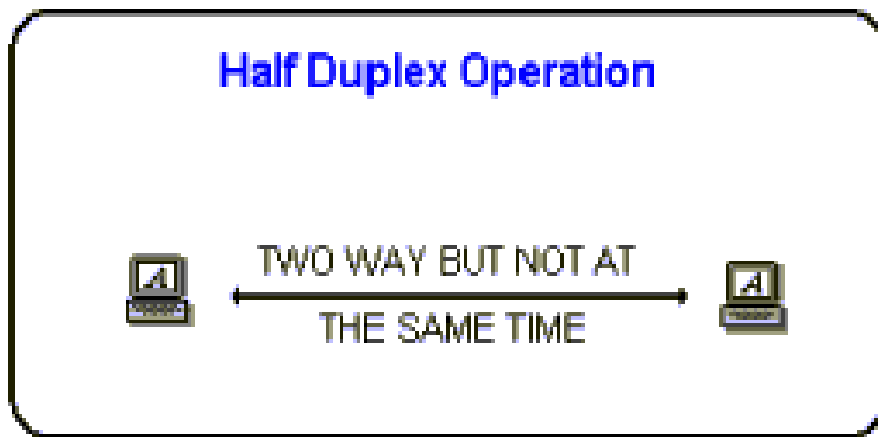 Half Duplex Operation
TWO WAY BUT NOT AT
A A
THE SAME TIME